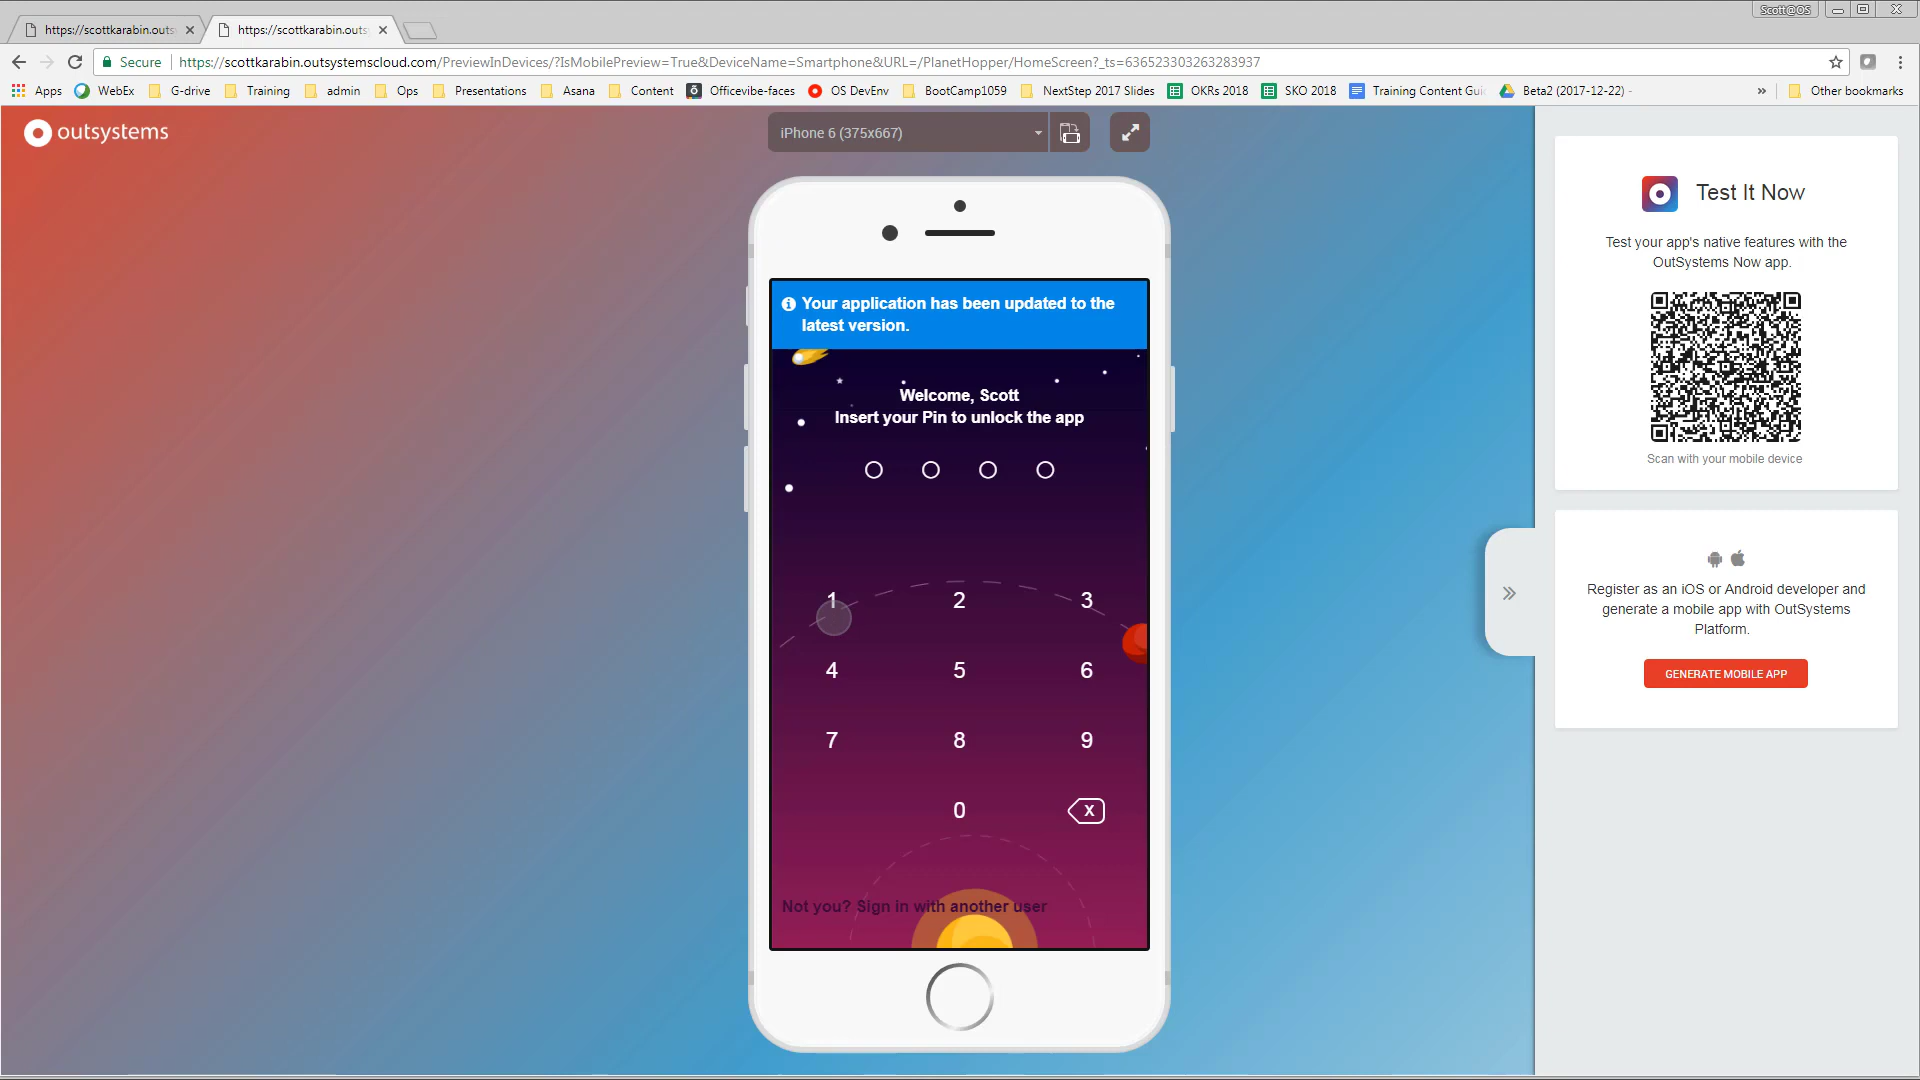 Scott@OS
https://scottkarabin.outs
https://scottkarabin.outs
Secure https://scottkarabin.outsystemscloud.com/PreviewInDevices/?IsMobilePreview=True&DeviceName=Smartphone&URL=/PlanetHopper/HomeScreen?_ts=636523303263283937
Apps WebEx G-drive Training admin Ops Presentations Asana Content Officevibe-faces OS DevEnv BootCamp1059 NextStep 2017 Slides OKRs 2018 SKO 2018 Training Content Gui Beta2 (2017-12-22) - » Other bookmarks
outsystems
iPhone 6 (375x667)
Your application has been updated to the
latest version.
Welcome, Scott
Insert your Pin to unlock the app
1 2 3
4 5 6
7 8 9
0 X
Not you? Sign in with another user
Test It Now
Test your app's native features with the
OutSystems Now app.
Scan with your mobile device
Register as an iOS or Android developer and
generate a mobile app with OutSystems
Platform.
GENERATE MOBILE APP